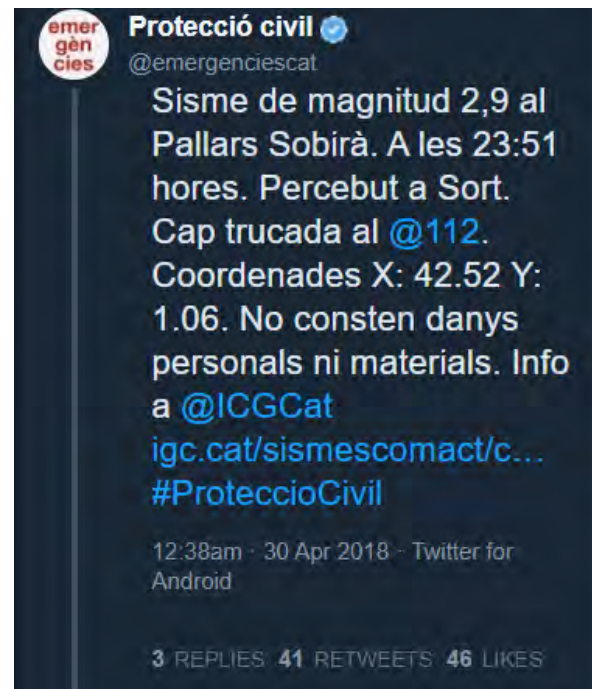 emer
gèn
cies
Protecció civil
@emergenciescat
Sisme de magnitud 2,9 al
Pallars Sobirà. A les 23:51
hores. Percebut a Sort.
Cap trucada al @112.
Coordenades X: 42.52 Y:
1.06. No consten danys
personals ni materials. Info
a @ICGCat
igc.cat/sismescomact/c…
#ProteccioCivil
12:38am · 30 Apr 2018 · Twitter for
Android
3 REPLIES 41 RETWEETS 46 LIKES